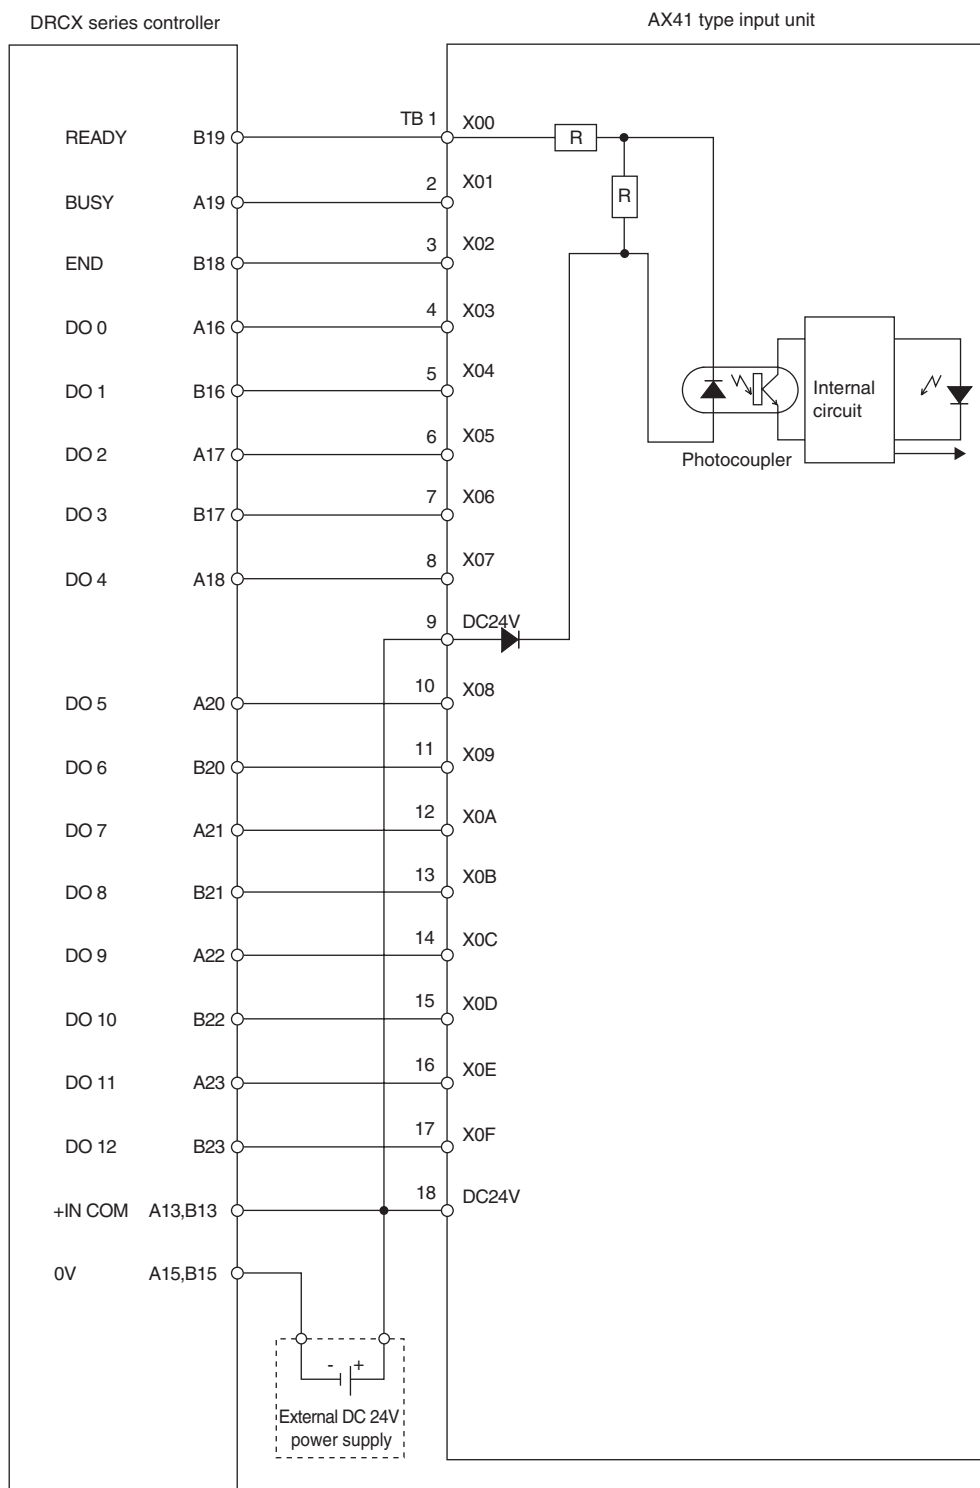 DRCX series controller
AX41 type input unit
READY B19 TB 1 X00
R
R
BUSY A19 2 X01
END B18 3 X02
DO 0 A16 4 X03
DO 1 B16 5 X04
Internal
circuit
DO 2 A17 6 X05
Photocoupler
DO 3 B17 7 X06
DO 4 A18 8 X07
9 DC24V
DO 5 A20 10 X08
DO 6 B20 11 X09
DO 7 A21 12 X0A
DO 8 B21 13 X0B
DO 9 A22 14 X0C
DO 10 B22 15 X0D
DO 11 A23 16 X0E
DO 12 B23 17 X0F
+IN COM A13,B13 18 DC24V
0V A15,B15
- +
External DC 24V
power supply